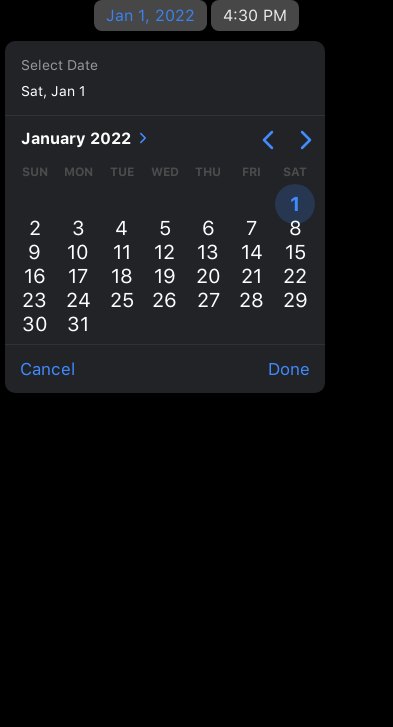 Jan 1, 2022 4:30 PM
Select Date
Sat, Jan 1
January 2022
SUN MON TUE WED THU FRI SAT
1
2 3 4 5 6 7 8
9 10 11 12 13 14 15
16 17 18 19 20 21 22
23 24 25 26 27 28 29
30 31
Cancel Done